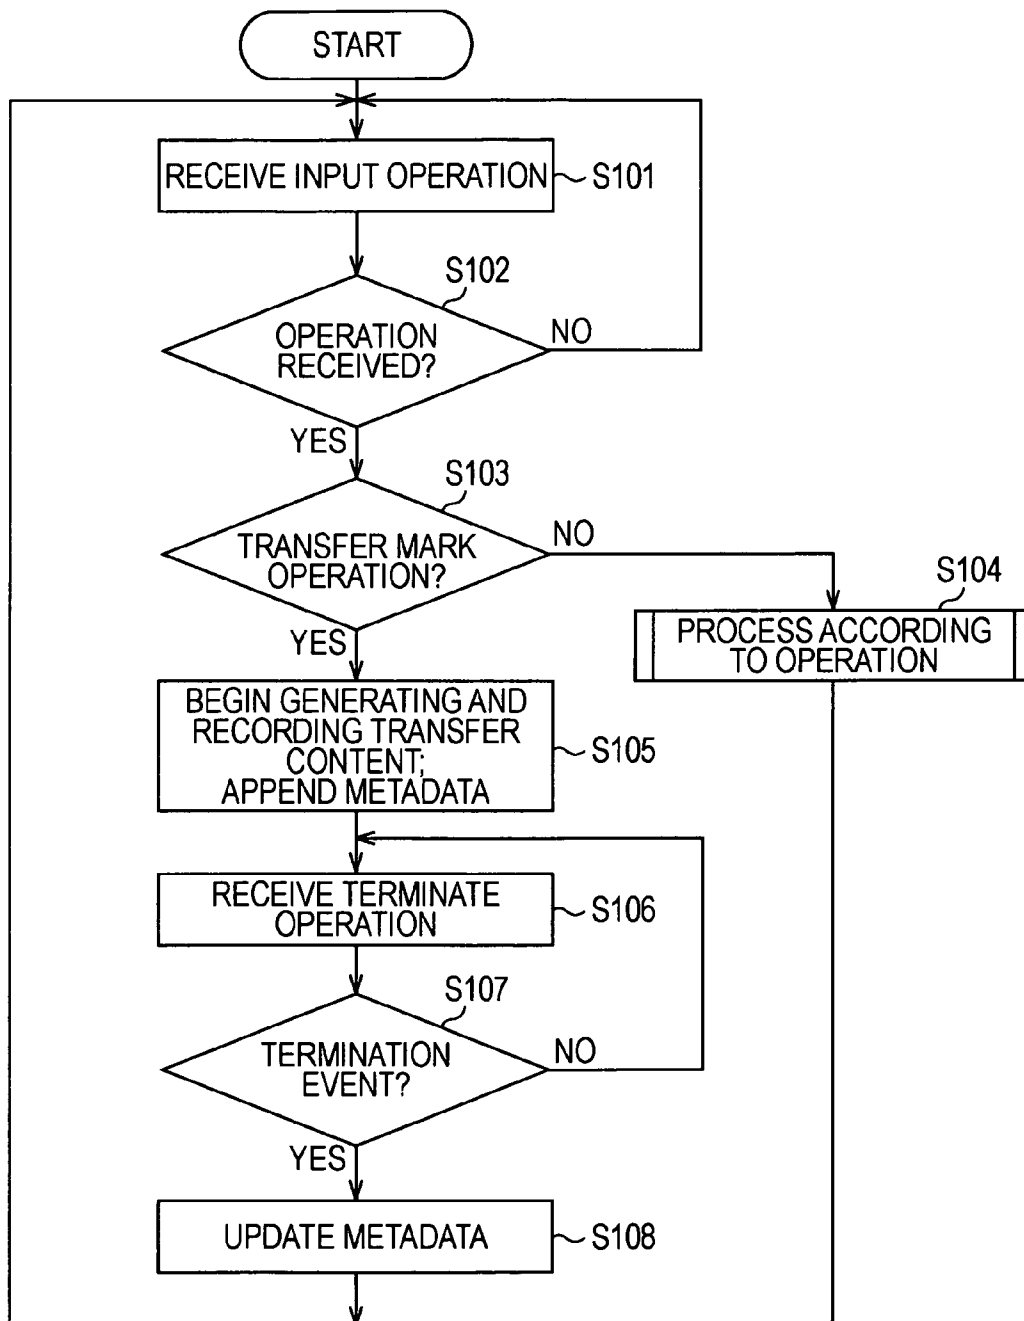 START
RECEIVE INPUT OPERATION
S101
S102
OPERATION
RECEIVED?
NO
YES
S103
TRANSFER MARK
OPERATION?
NO
YES
S104
PROCESS ACCORDING
TO OPERATION
BEGIN GENERATING AND
RECORDING TRANSFER
CONTENT;
APPEND METADATA
S105
RECEIVE TERMINATE
OPERATION
S106
S107
TERMINATION
EVENT?
NO
YES
UPDATE METADATA
S108